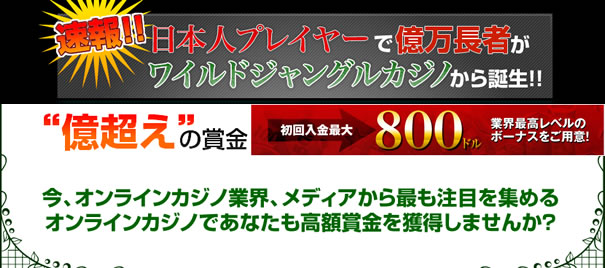 速報!!
日本人プレイヤーで億万長者が
ワイルドジャングルカジノから誕生!!
“億超え”の賞金
初回入金最大
800ドル
業界最高レベルの
ボーナスをご用意!
今、オンラインカジノ業界、メディアから最も注目を集める
オンラインカジノであなたも高額賞金を獲得しませんか?